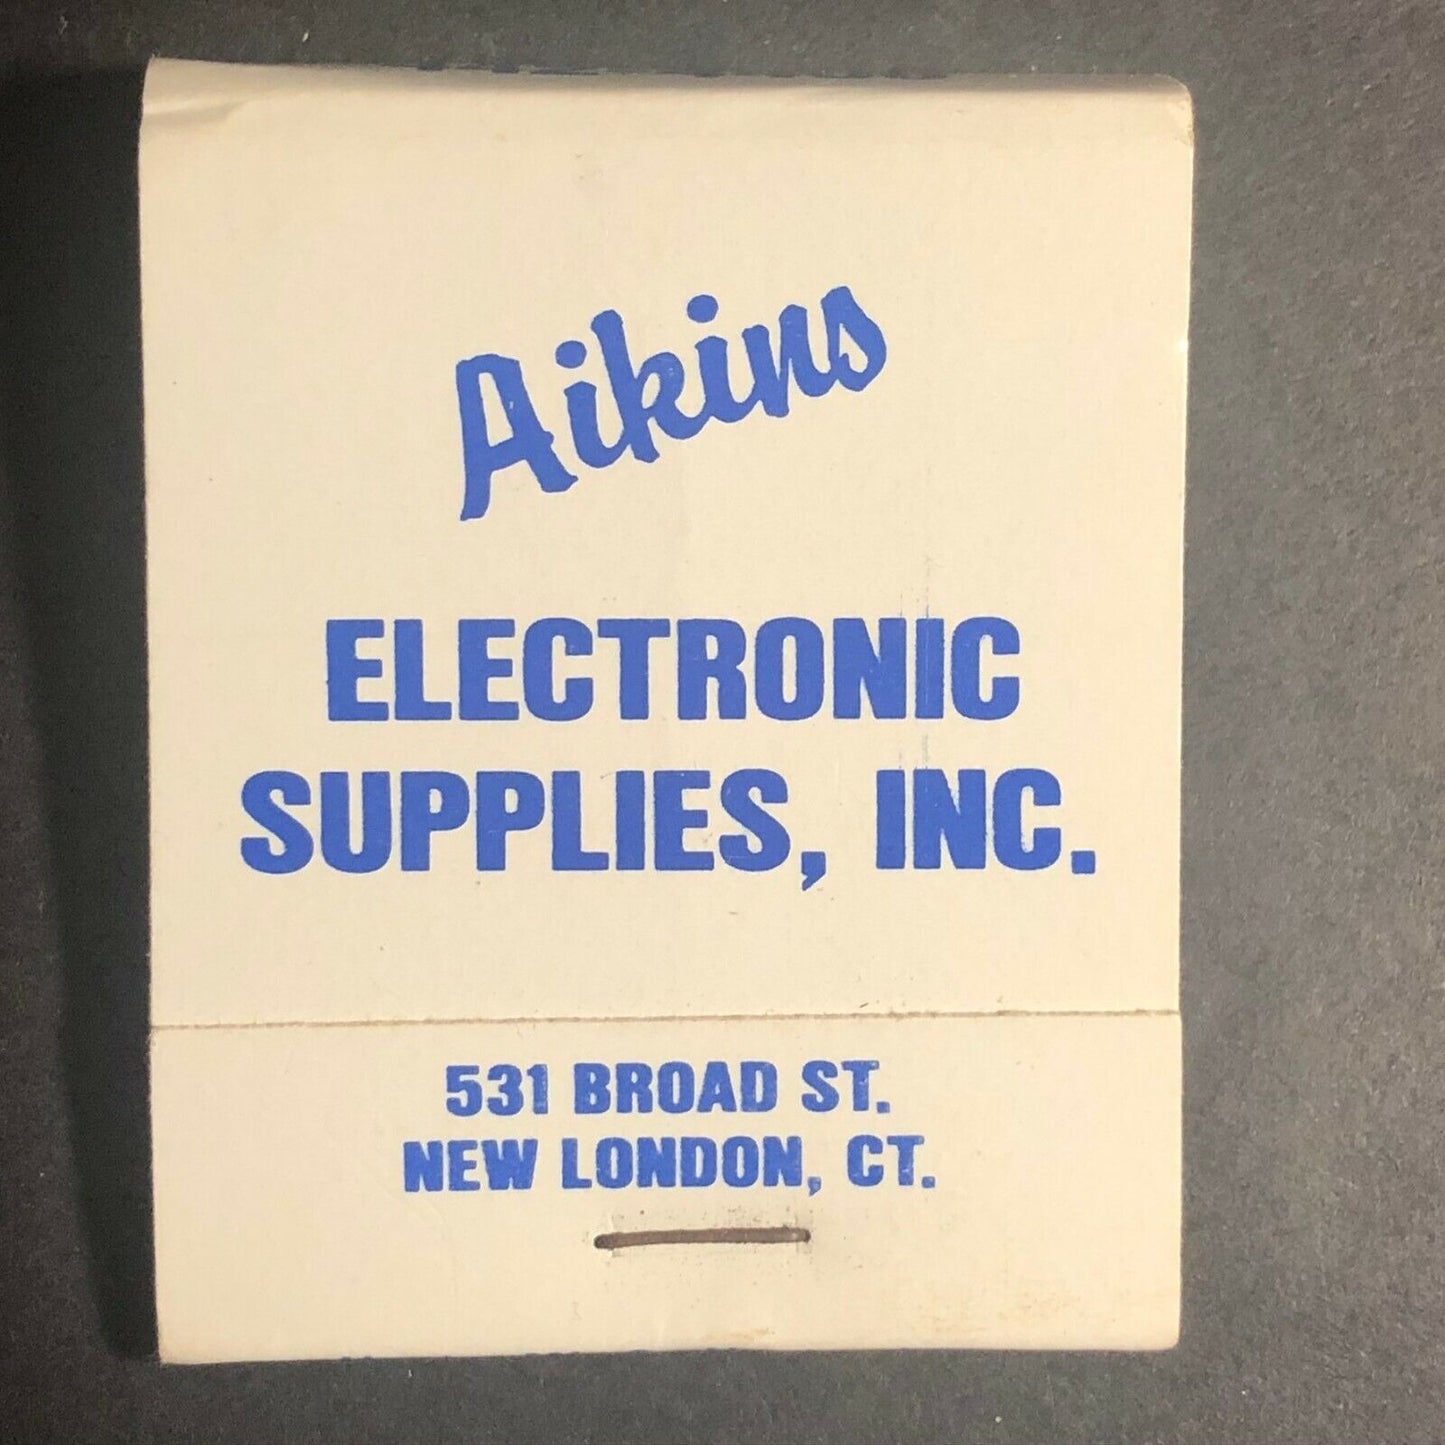 Aikins
ELECTRONIC
SUPPLIES, INC.
531 BROAD ST.
NEW LONDON, CT.